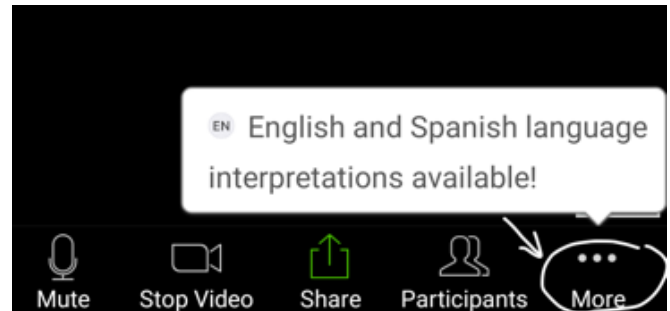 EN English and Spanish language
interpretations available!
Mute Stop Video Share Participants More